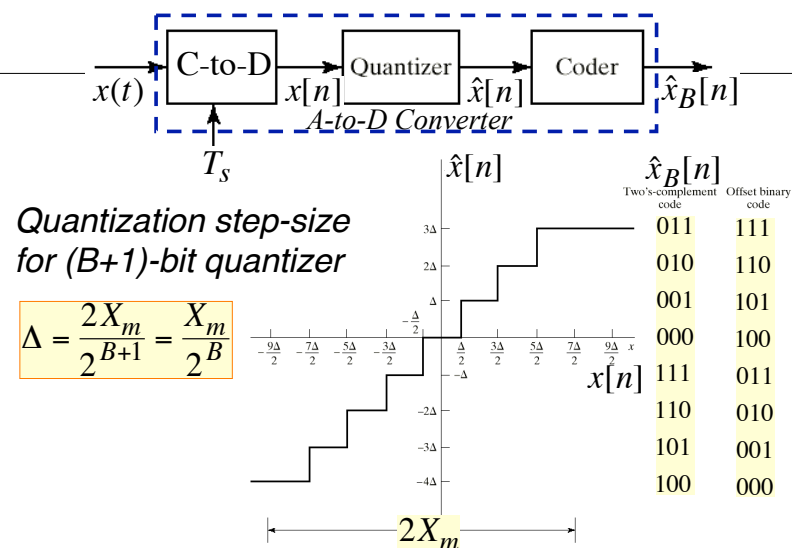 C-to-D Quantizer Coder
x(t) x[n] x̂[n] x̂_B[n]
A-to-D Converter
T_s
x̂[n] x̂_B[n]
Two's-complement code Offset binary code
Quantization step-size
for (B+1)-bit quantizer
Δ = 2X_m / 2^{B+1} = X_m / 2^B
3Δ 011 111
2Δ 010 110
Δ 001 101
-Δ/2
000 100
-9Δ/2 -7Δ/2 -5Δ/2 -3Δ/2 Δ/2 3Δ/2 5Δ/2 7Δ/2 9Δ/2 x
x[n]
-Δ 111 011
-2Δ 110 010
-3Δ 101 001
-4Δ 100 000
2X_m